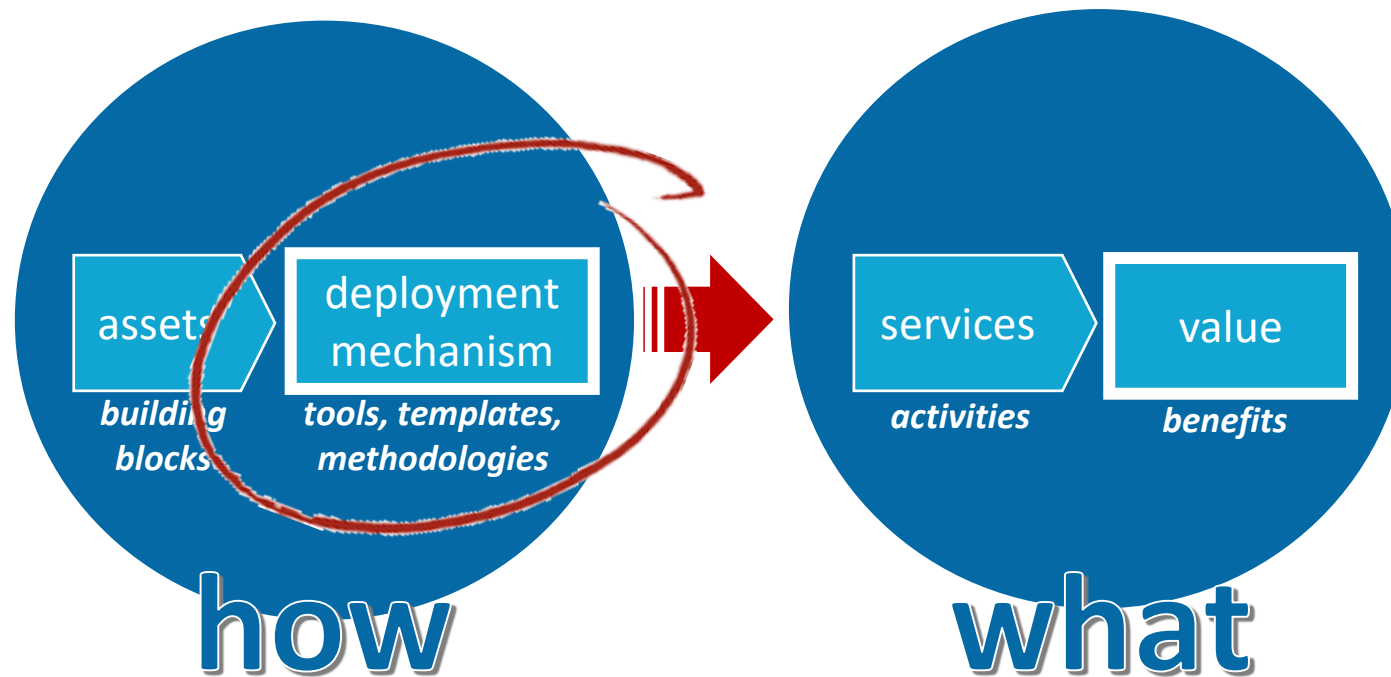 assets
building
blocks
deployment
mechanism
tools, templates,
methodologies
how
services
activities
value
benefits
what